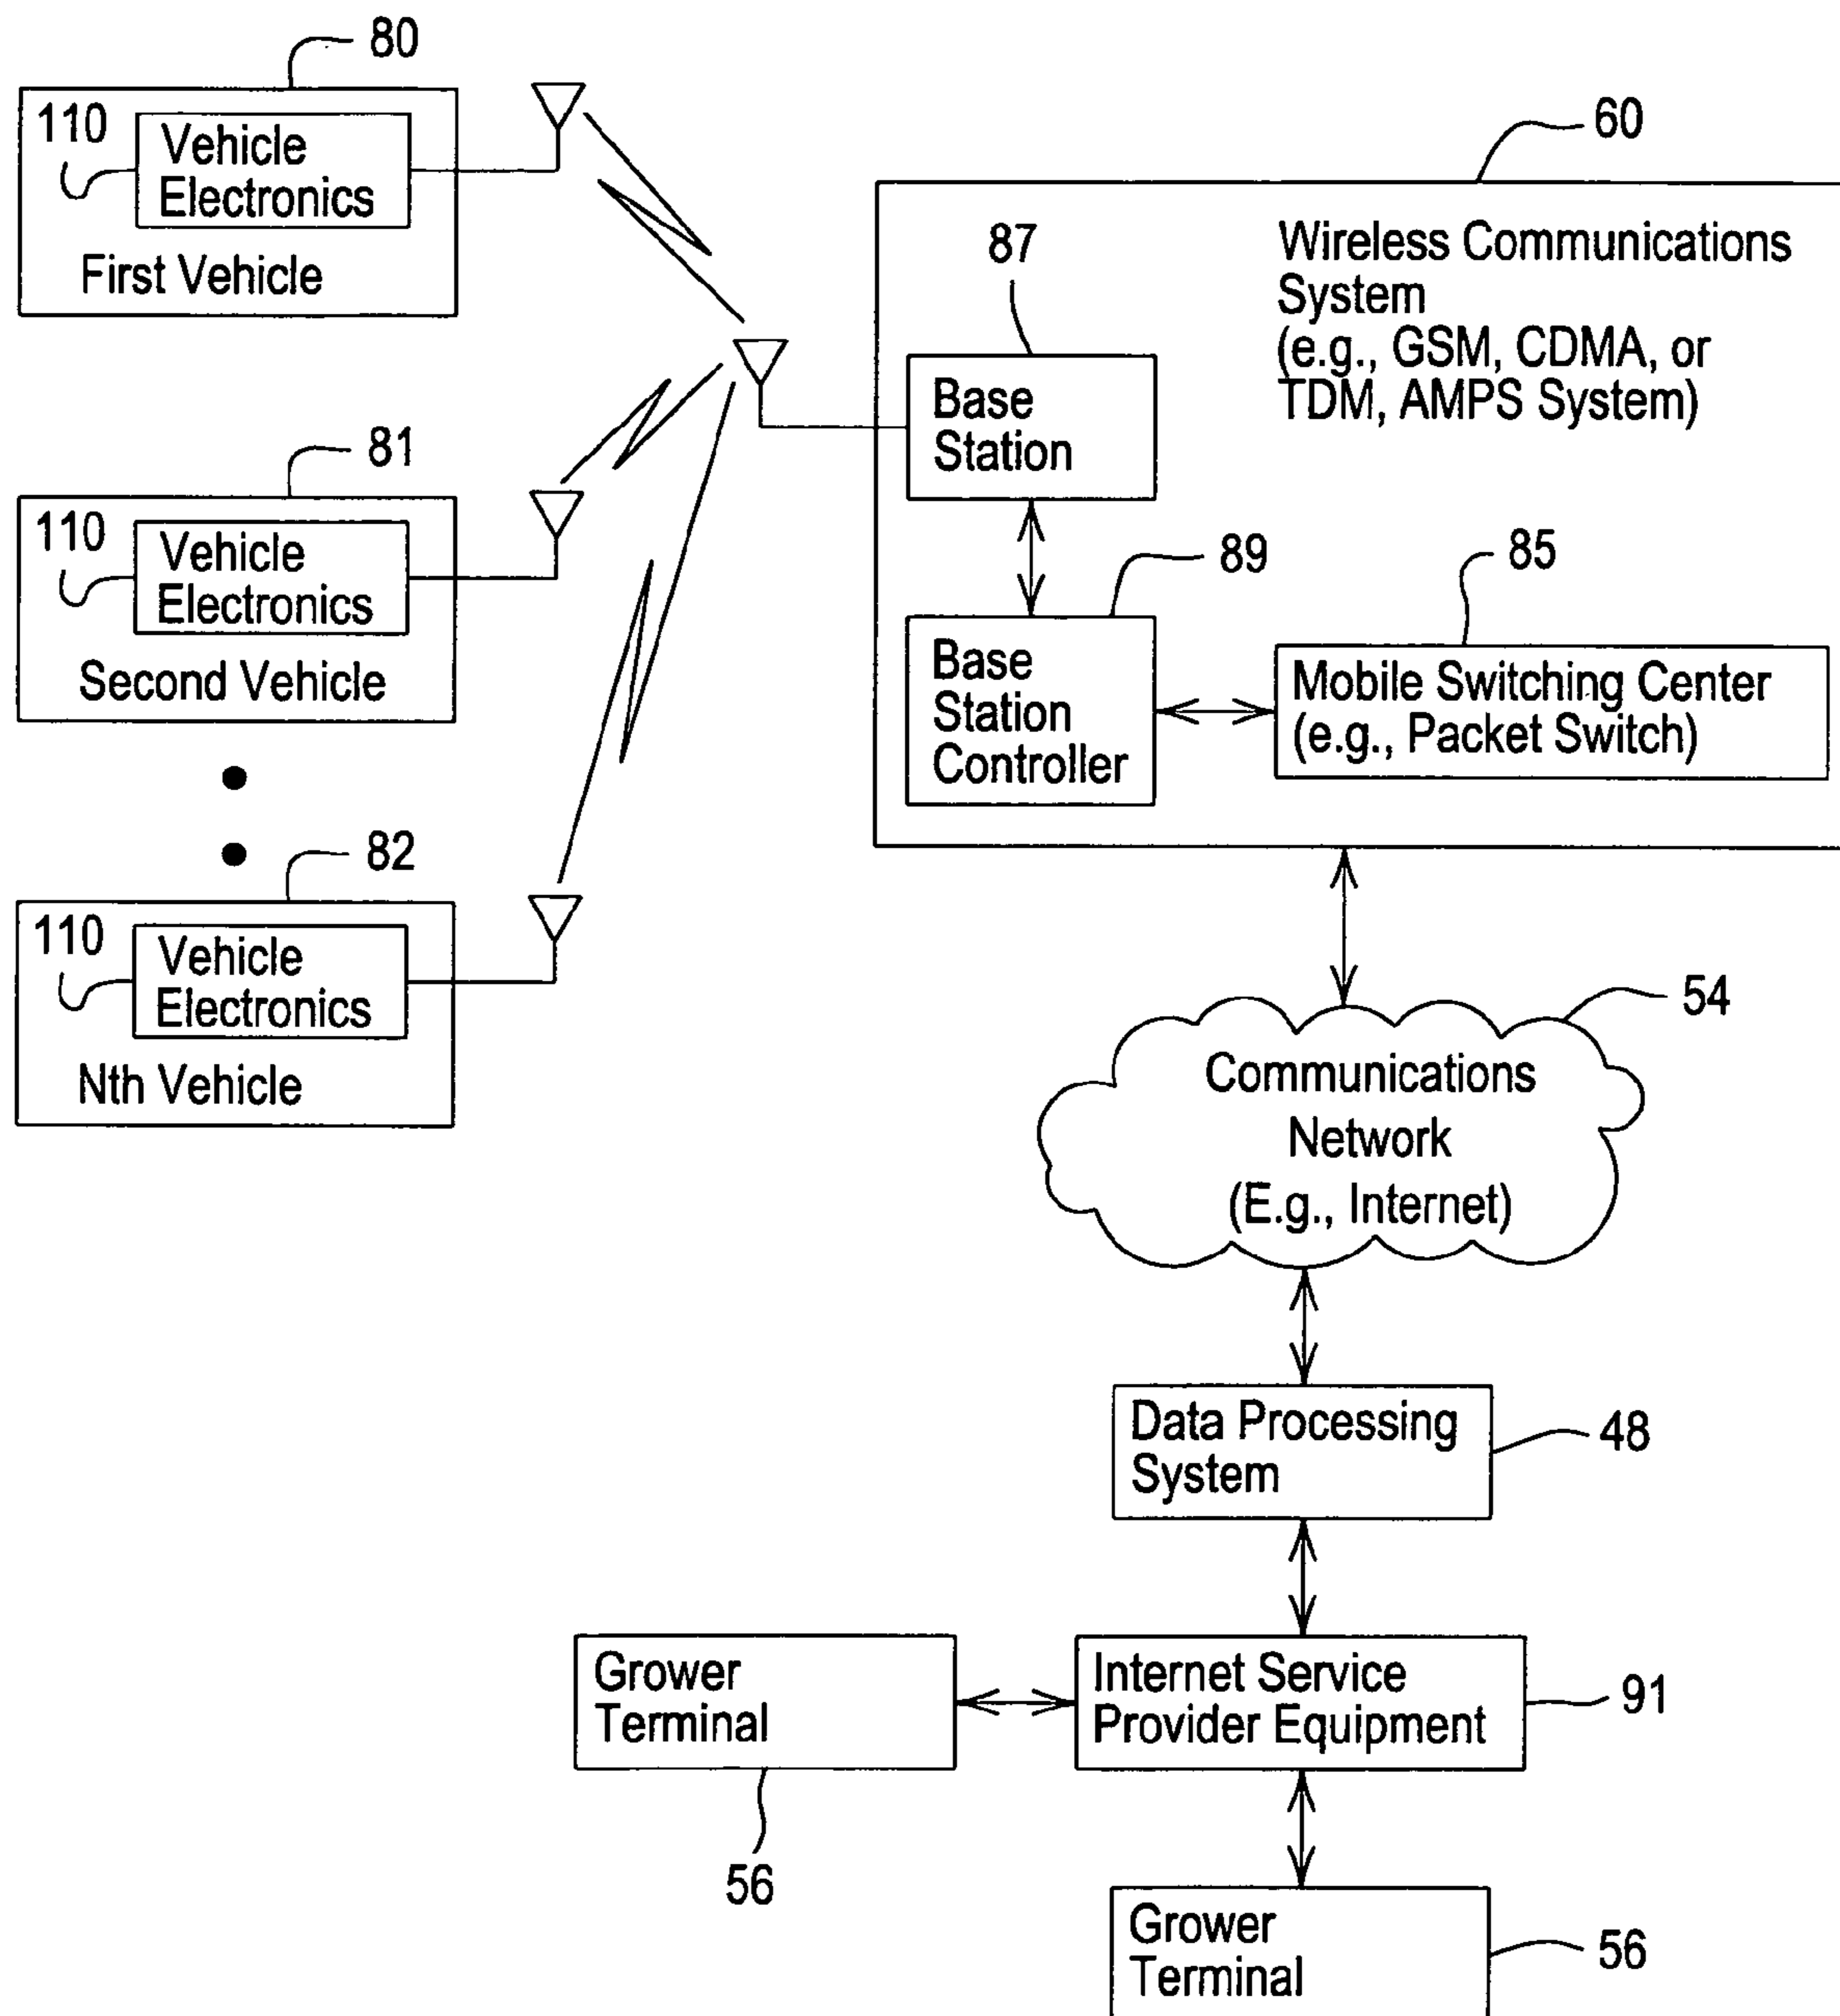 80
110
Vehicle
Electronics
First Vehicle
60
Wireless Communications
System
(e.g., GSM, CDMA, or
TDM, AMPS System)
87
Base
Station
81
110
Vehicle
Electronics
Second Vehicle
89
Base
Station
Controller
85
Mobile Switching Center
(e.g., Packet Switch)
82
110
Vehicle
Electronics
Nth Vehicle
54
Communications
Network
(E.g., Internet)
Data Processing
System
48
Grower
Terminal
56
Internet Service
Provider Equipment
91
Grower
Terminal
56